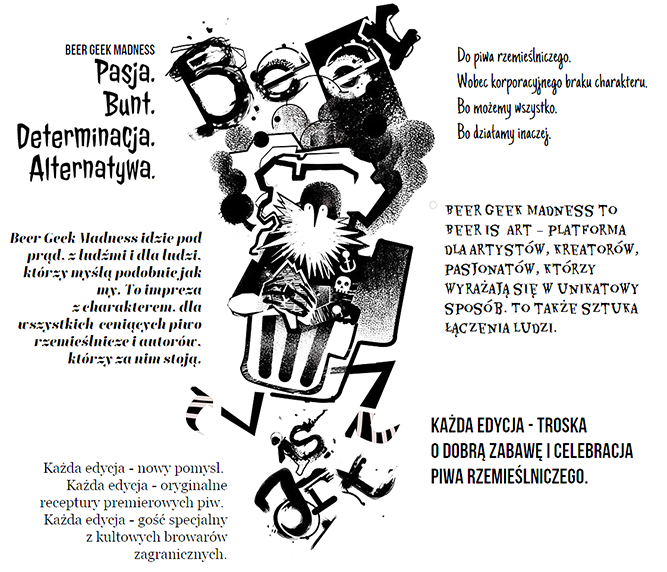 BEER GEEK MADNESS
Pasja.
Bunt.
Determinacja.
Alternatywa.
Beer
Do piwa rzemieślniczego.
Wobec korporacyjnego braku charakteru.
Bo możemy wszystko.
Bo działamy inaczej.
Beer Geek Madness idzie pod
prąd, z ludźmi i dla ludzi,
którzy myślą podobnie jak
my. To impreza
z charakterem, dla
wszystkich ceniących piwo
rzemieślnicze i autorów,
którzy za nim stoją.
BEER GEEK MADNESS TO
BEER IS ART – PLATFORMA
DLA ARTYSTÓW, KREATORÓW,
PASJONATÓW, KTÓRZY
WYRAŻAJĄ SIĘ W UNIKATOWY
SPOSÓB. TO TAKŻE SZTUKA
ŁĄCZENIA LUDZI.
is
art
KAŻDA EDYCJA - TROSKA
O DOBRĄ ZABAWĘ I CELEBRACJA
PIWA RZEMIEŚLNICZEGO.
Każda edycja - nowy pomysl.
Każda edycja - oryginalne
receptury premierowych piw.
Każda edycja - gość specjalny
z kultowych browarów
zagranicznych.